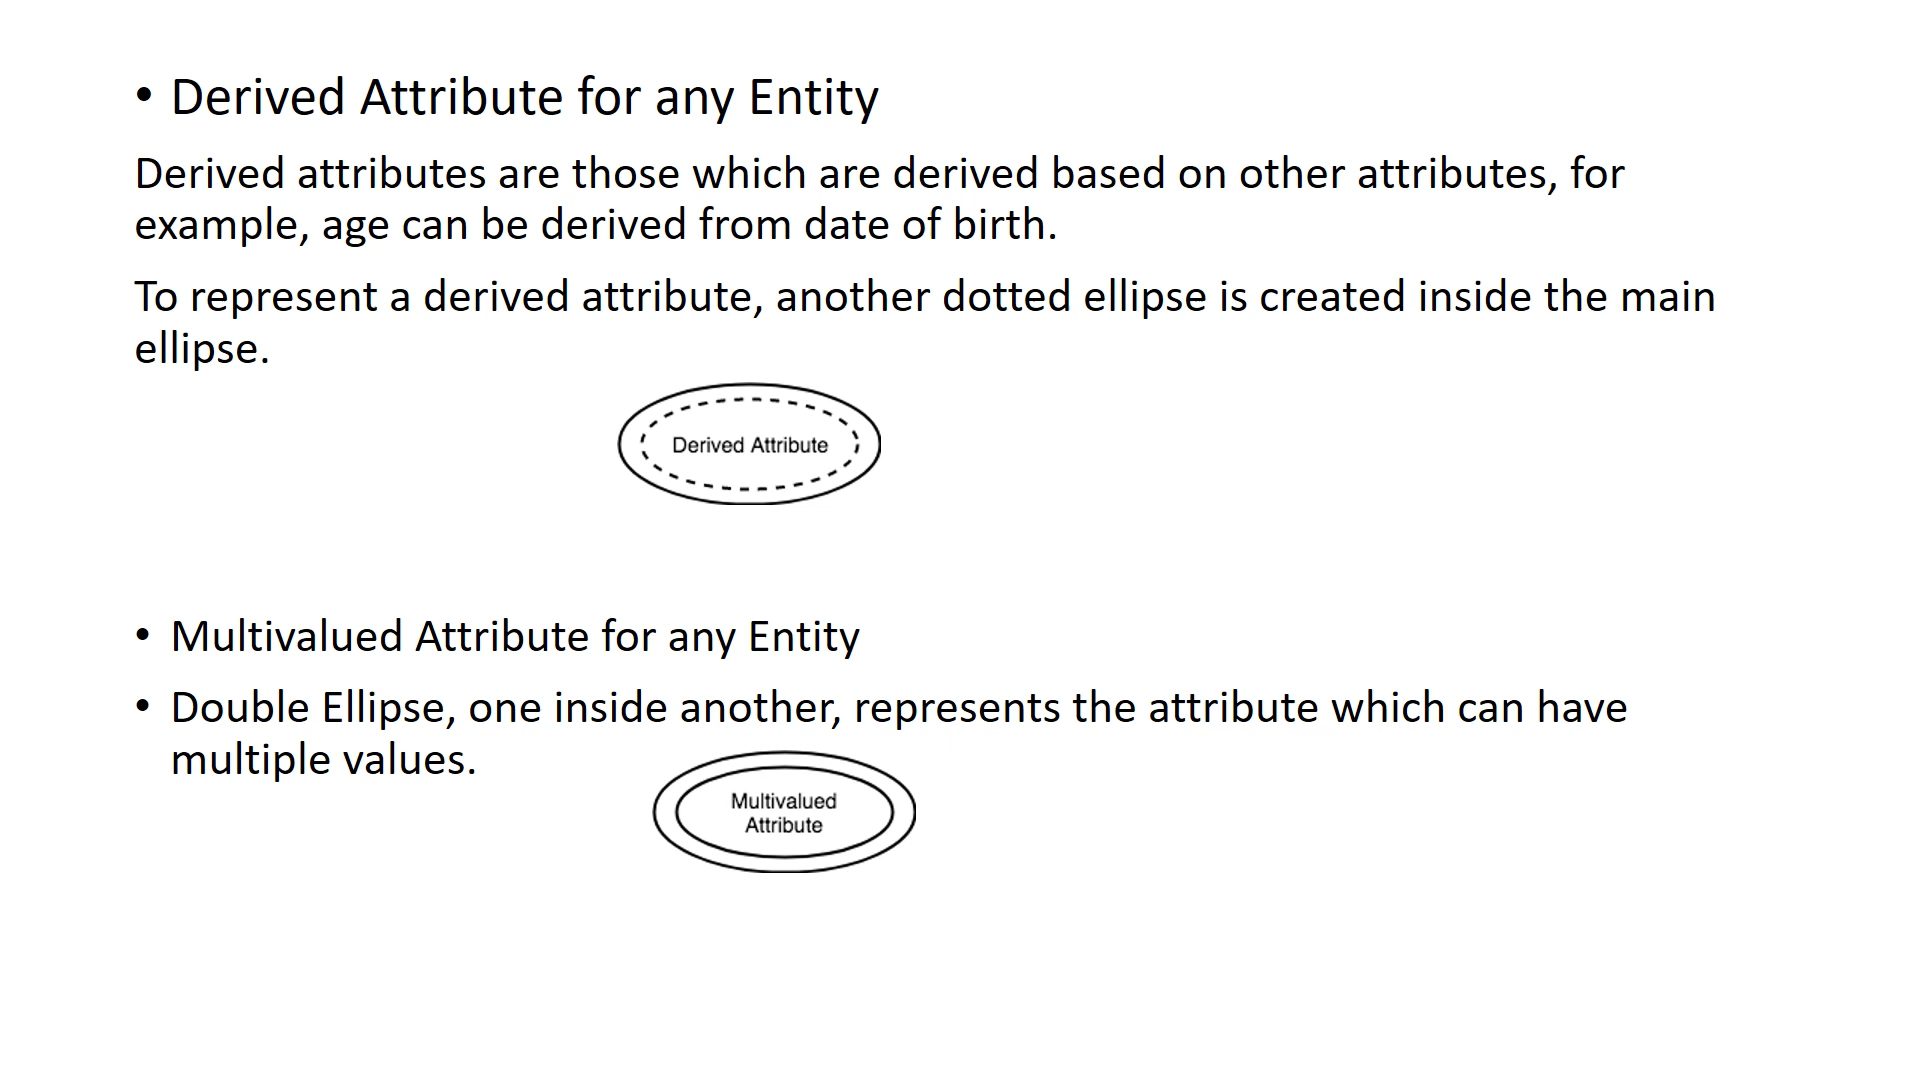 • Derived Attribute for any Entity
Derived attributes are those which are derived based on other attributes, for
example, age can be derived from date of birth.
To represent a derived attribute, another dotted ellipse is created inside the main
ellipse.
Derived Attribute
• Multivalued Attribute for any Entity
• Double Ellipse, one inside another, represents the attribute which can have
multiple values.
Multivalued
Attribute